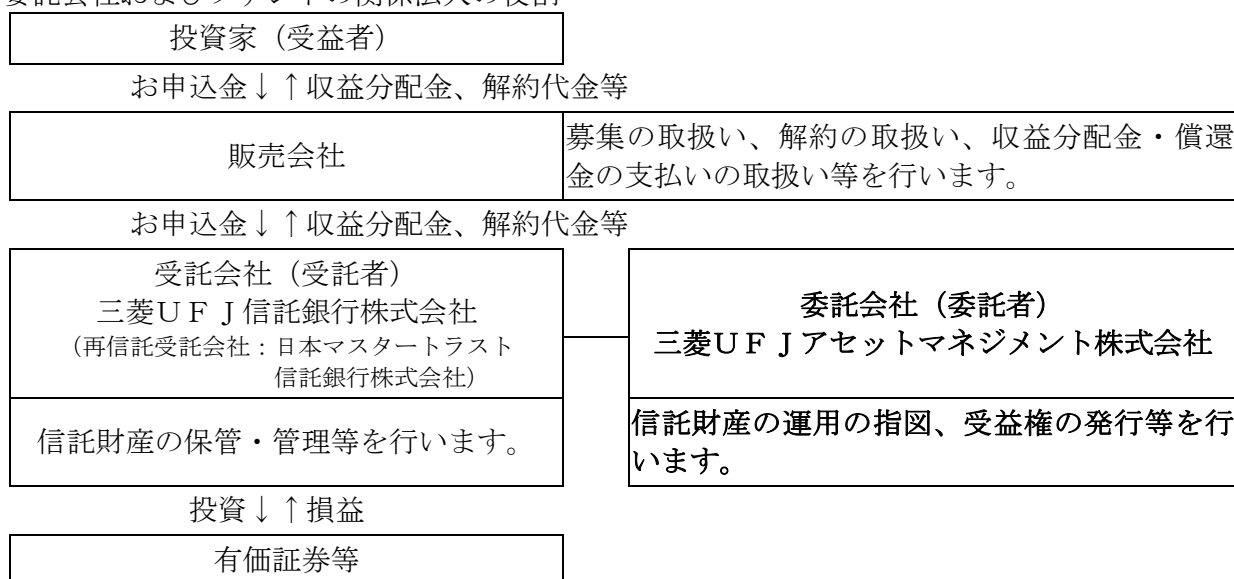 投資家（受益者）
お申込金↓↑収益分配金、解約代金等
販売会社
募集の取扱い、解約の取扱い、収益分配金・償還
金の支払いの取扱い等を行います。
お申込金↓↑収益分配金、解約代金等
受託会社（受託者）
三菱ＵＦＪ信託銀行株式会社
（再信託受託会社：日本マスタートラスト
信託銀行株式会社）
委託会社（委託者）
三菱ＵＦＪアセットマネジメント株式会社
信託財産の保管・管理等を行います。
信託財産の運用の指図、受益権の発行等を行
います。
投資↓↑損益
有価証券等